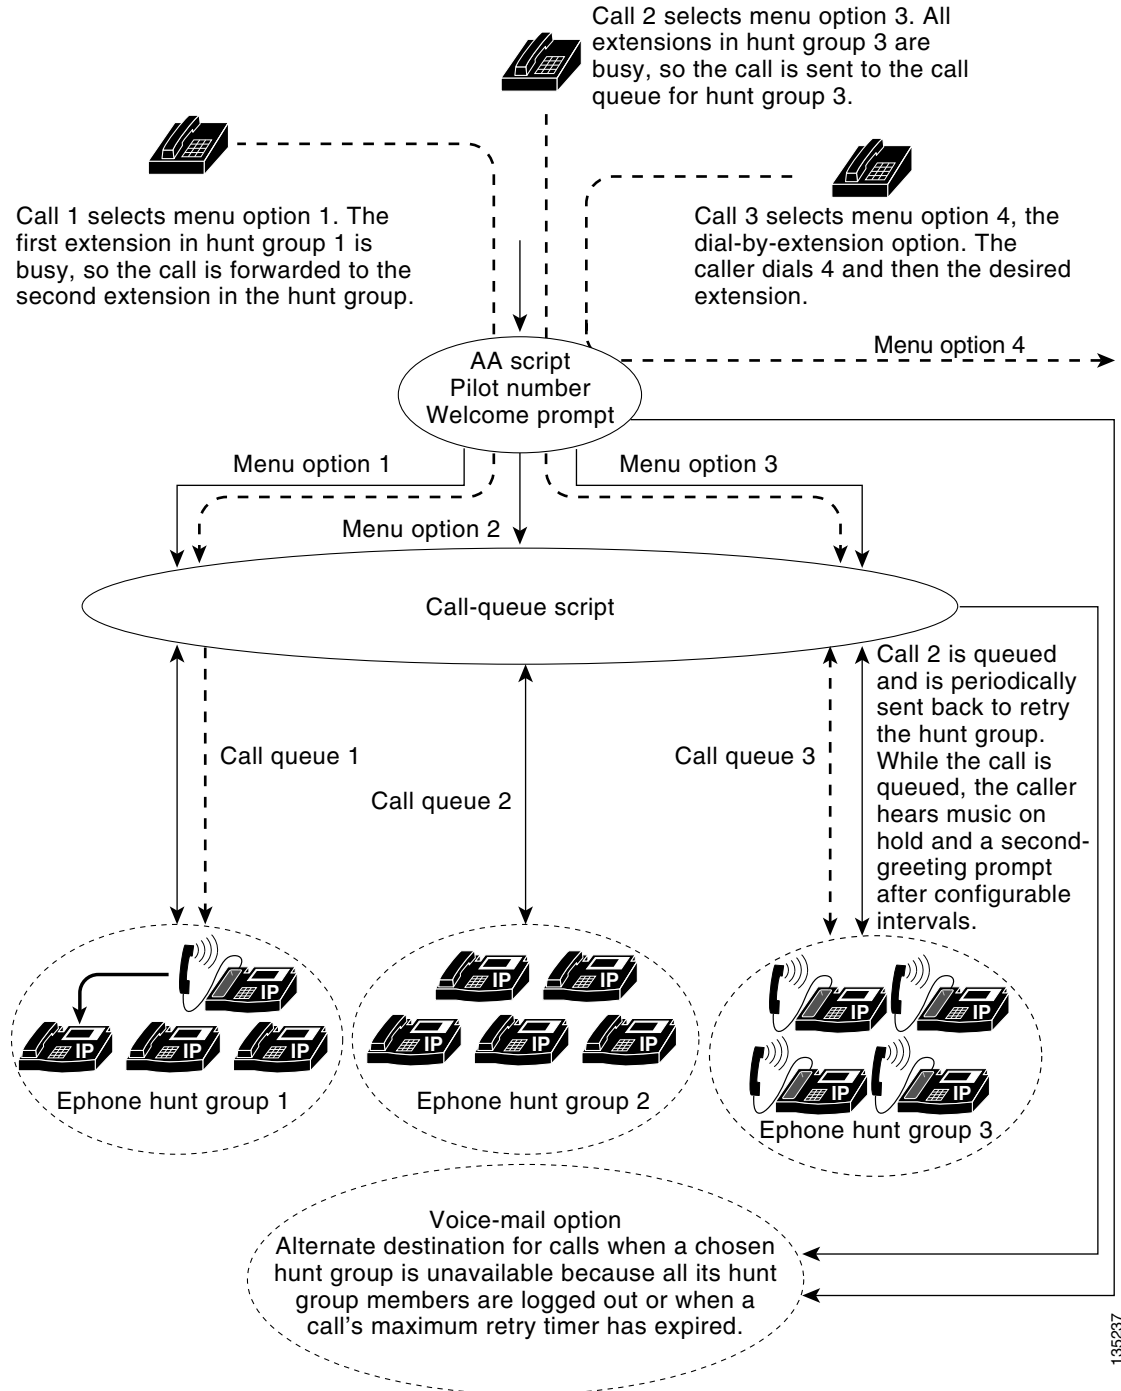 Call 2 selects menu option 3. All
extensions in hunt group 3 are
busy, so the call is sent to the call
queue for hunt group 3.
Call 1 selects menu option 1. The
first extension in hunt group 1 is
busy, so the call is forwarded to the
second extension in the hunt group.
Call 3 selects menu option 4, the
dial-by-extension option. The
caller dials 4 and then the desired
extension.
Menu option 4
AA script
Pilot number
Welcome prompt
Menu option 1
Menu option 3
Menu option 2
Call-queue script
Call 2 is queued
and is periodically
sent back to retry
the hunt group.
While the call is
queued, the caller
hears music on
hold and a second-
greeting prompt
after configurable
intervals.
Call queue 1
Call queue 2
Call queue 3
IP
IP
IP
IP
Ephone hunt group 1
IP
IP
IP
IP
IP
Ephone hunt group 2
IP
IP
IP
IP
Ephone hunt group 3
Voice-mail option
Alternate destination for calls when a chosen
hunt group is unavailable because all its hunt
group members are logged out or when a
call's maximum retry timer has expired.
135237